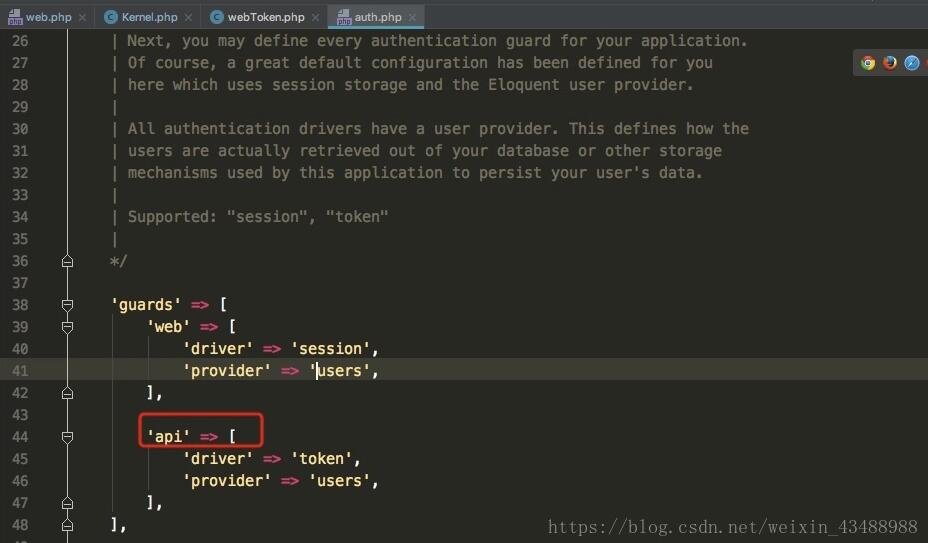 web.php × Kernel.php × webToken.php × auth.php ×
26 | Next, you may define every authentication guard for your application.
27 | Of course, a great default configuration has been defined for you
28 | here which uses session storage and the Eloquent user provider.
29 |
30 | All authentication drivers have a user provider. This defines how the
31 | users are actually retrieved out of your database or other storage
32 | mechanisms used by this application to persist your user's data.
33 |
34 | Supported: "session", "token"
35 |
36 */
37
38 'guards' => [
39 'web' => [
40 'driver' => 'session',
41 'provider' => 'users',
42 ],
43
44 'api' => [
45 'driver' => 'token',
46 'provider' => 'users',
47 ],
48 ],
https://blog.csdn.net/weixin_43488988